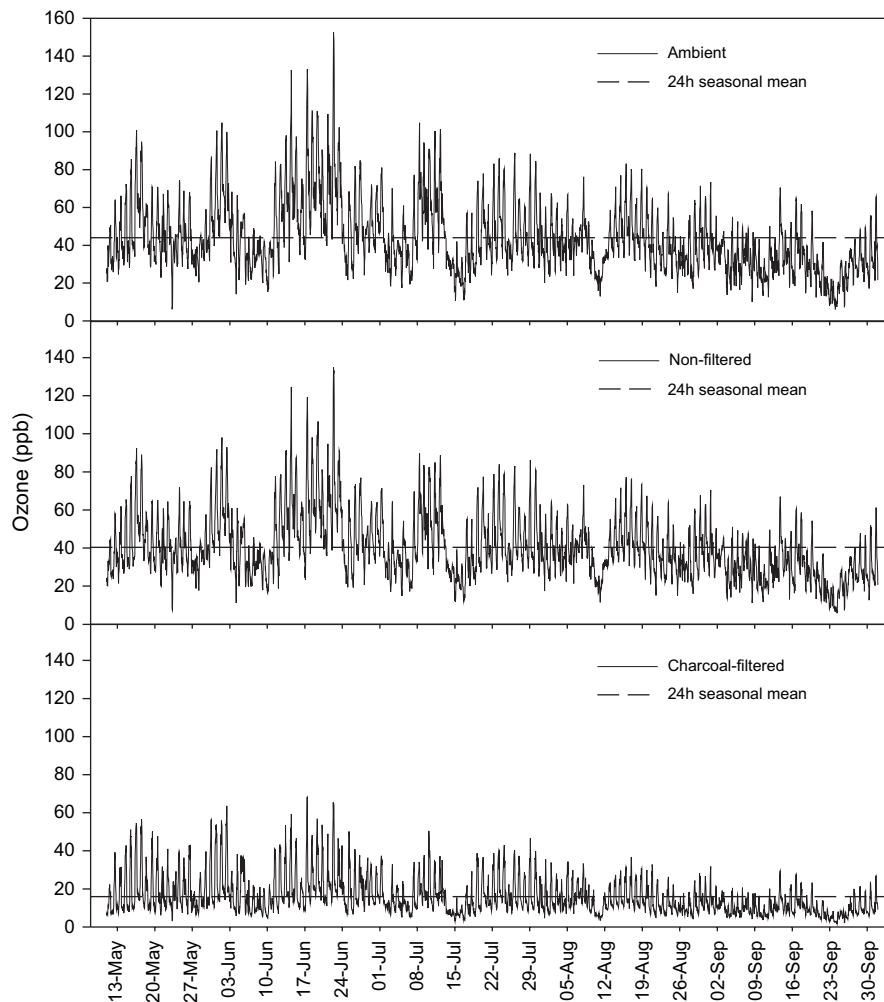 160
140
120
100
80
60
40
20
0
Ambient
24h seasonal mean
140
120
100
80
60
40
20
0
Non-filtered
24h seasonal mean
Ozone (ppb)
140
120
100
80
60
40
20
0
Charcoal-filtered
24h seasonal mean
13-May
20-May
27-May
03-Jun
10-Jun
17-Jun
24-Jun
01-Jul
08-Jul
15-Jul
22-Jul
29-Jul
05-Aug
12-Aug
19-Aug
26-Aug
02-Sep
09-Sep
16-Sep
23-Sep
30-Sep